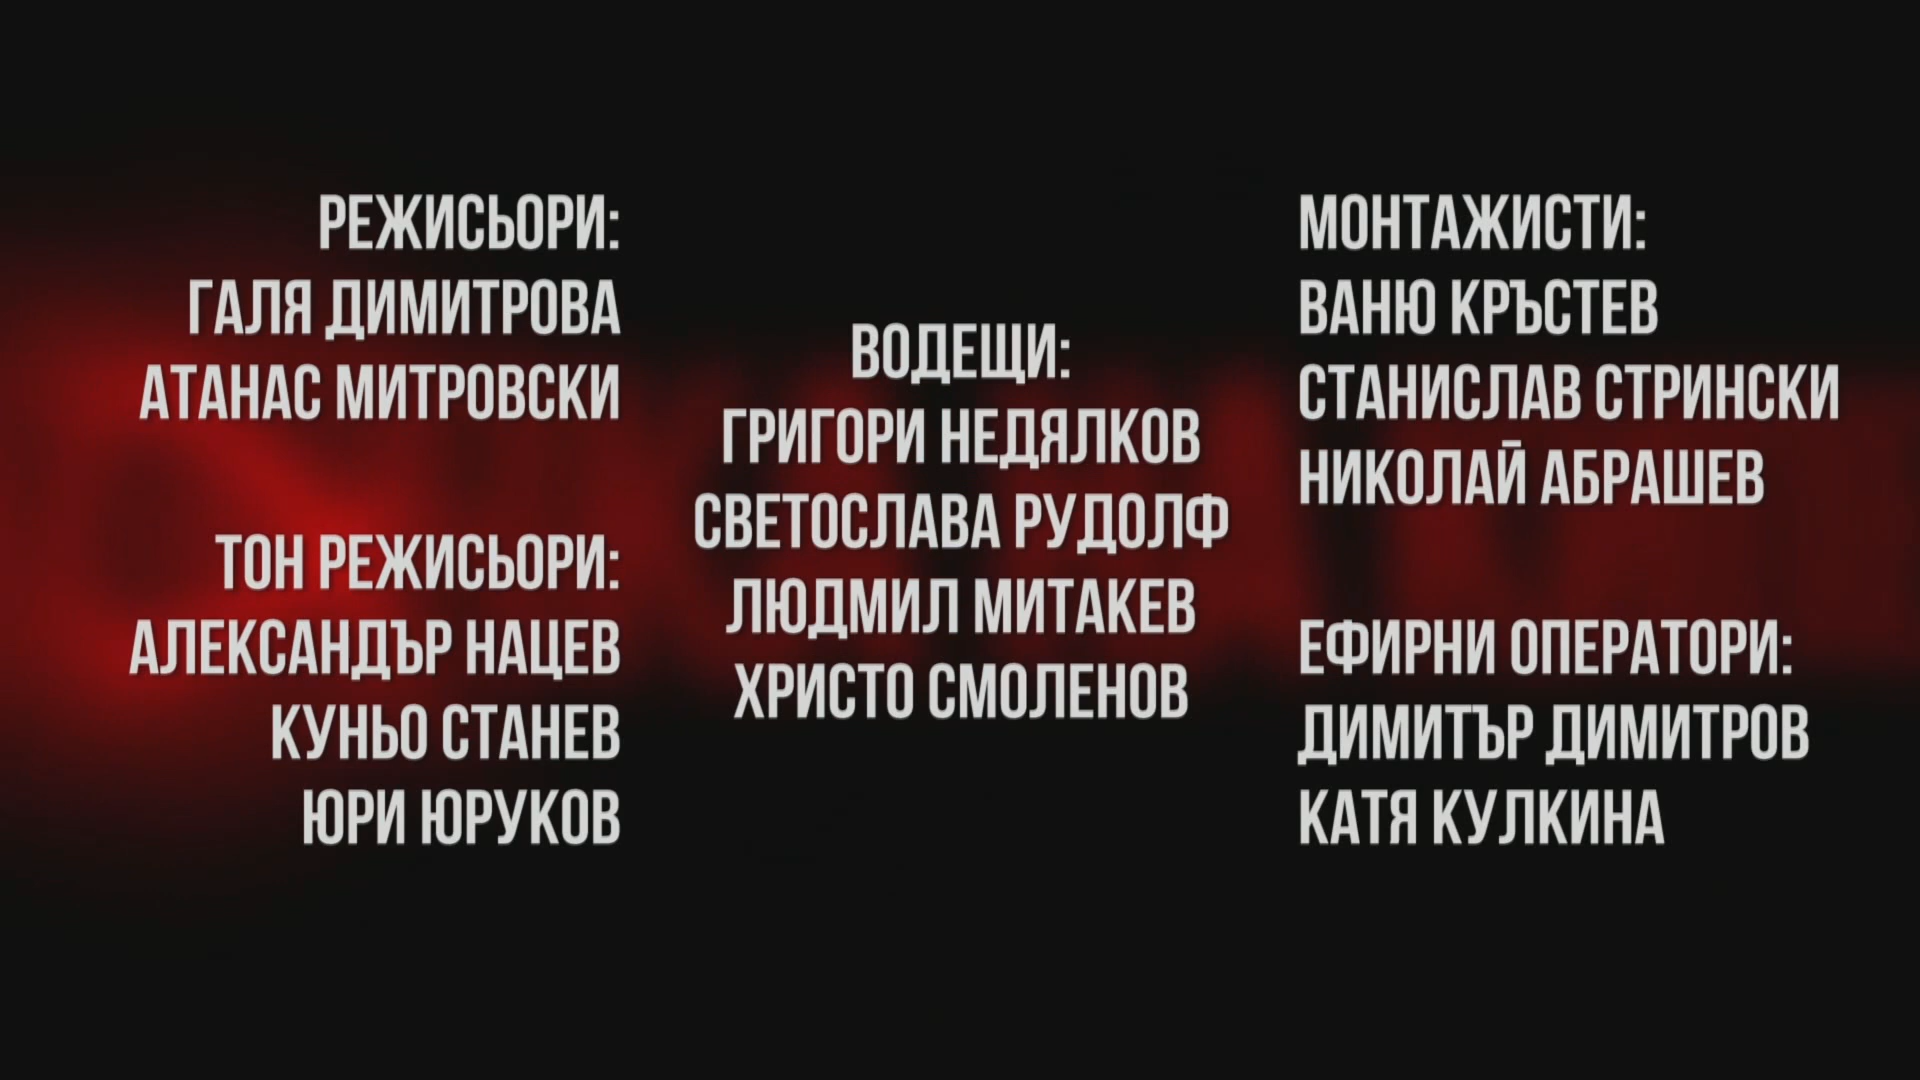 РЕЖИСЬОРИ:
ГАЛЯ ДИМИТРОВА
АТАНАС МИТРОВСКИ
ТОН РЕЖИСЬОРИ:
АЛЕКСАНДЪР НАЦЕВ
КУНЬО СТАНЕВ
ЮРИ ЮРУКОВ
ВОДЕЩИ:
ГРИГОРИ НЕДЯЛКОВ
СВЕТОСЛАВА РУДОЛФ
ЛЮДМИЛ МИТАКЕВ
ХРИСТО СМОЛЕНОВ
МОНТАЖИСТИ:
ВАНЮ КРЪСТЕВ
СТАНИСЛАВ СТРИНСКИ
НИКОЛАЙ АБРАШЕВ
ЕФИРНИ ОПЕРАТОРИ:
ДИМИТЪР ДИМИТРОВ
КАТЯ КУЛКИНА